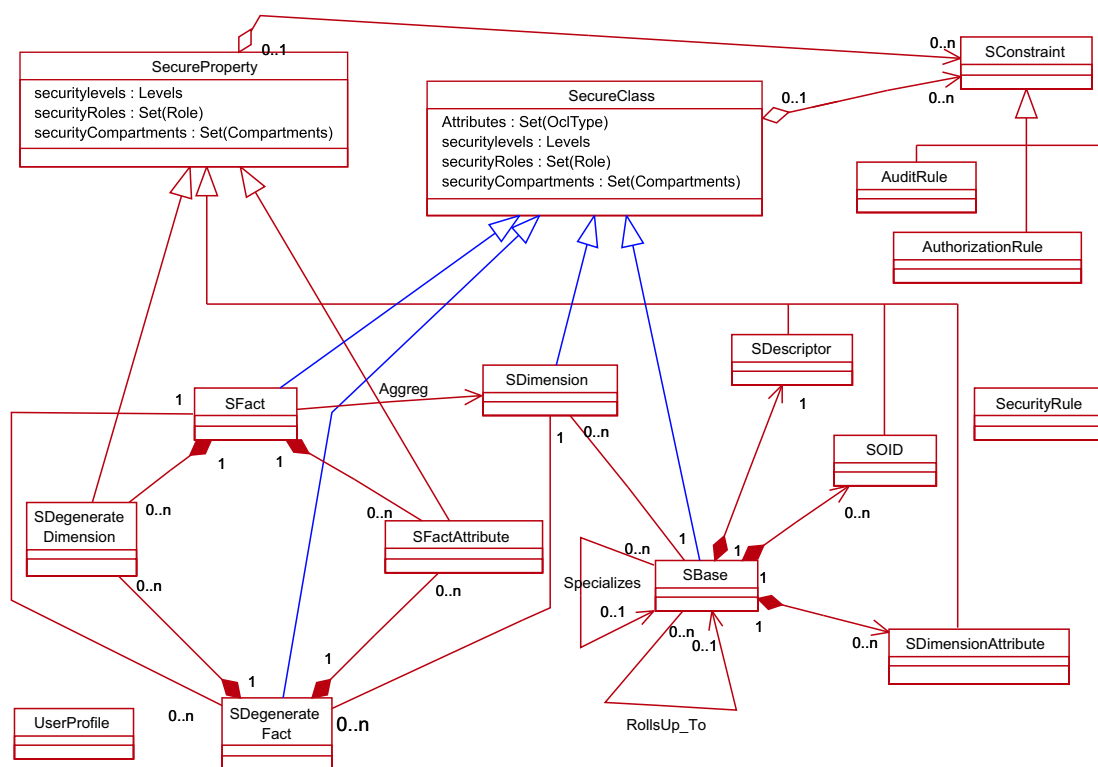 0..1
SecureProperty
securitylevels : Levels
securityRoles : Set(Role)
securityCompartments : Set(Compartments)
SecureClass
Attributes : Set(OclType)
securitylevels : Levels
securityRoles : Set(Role)
securityCompartments : Set(Compartments)
0..1
0..n
0..n
SConstraint
AuditRule
AuthorizationRule
SDescriptor
1
SOID
0..n
SecurityRule
SDimension
1
0..n
Aggreg
1
SFact
1
1
0..n
0..n
SDegenerate
Dimension
SFactAttribute
0..n
0..n
1
1
SDegenerate
Fact
0..n
0..n
UserProfile
1
1
1
1
SBase
0..n
Specializes
0..1
0..n
0..1
RollsUp_To
0..n
SDimensionAttribute